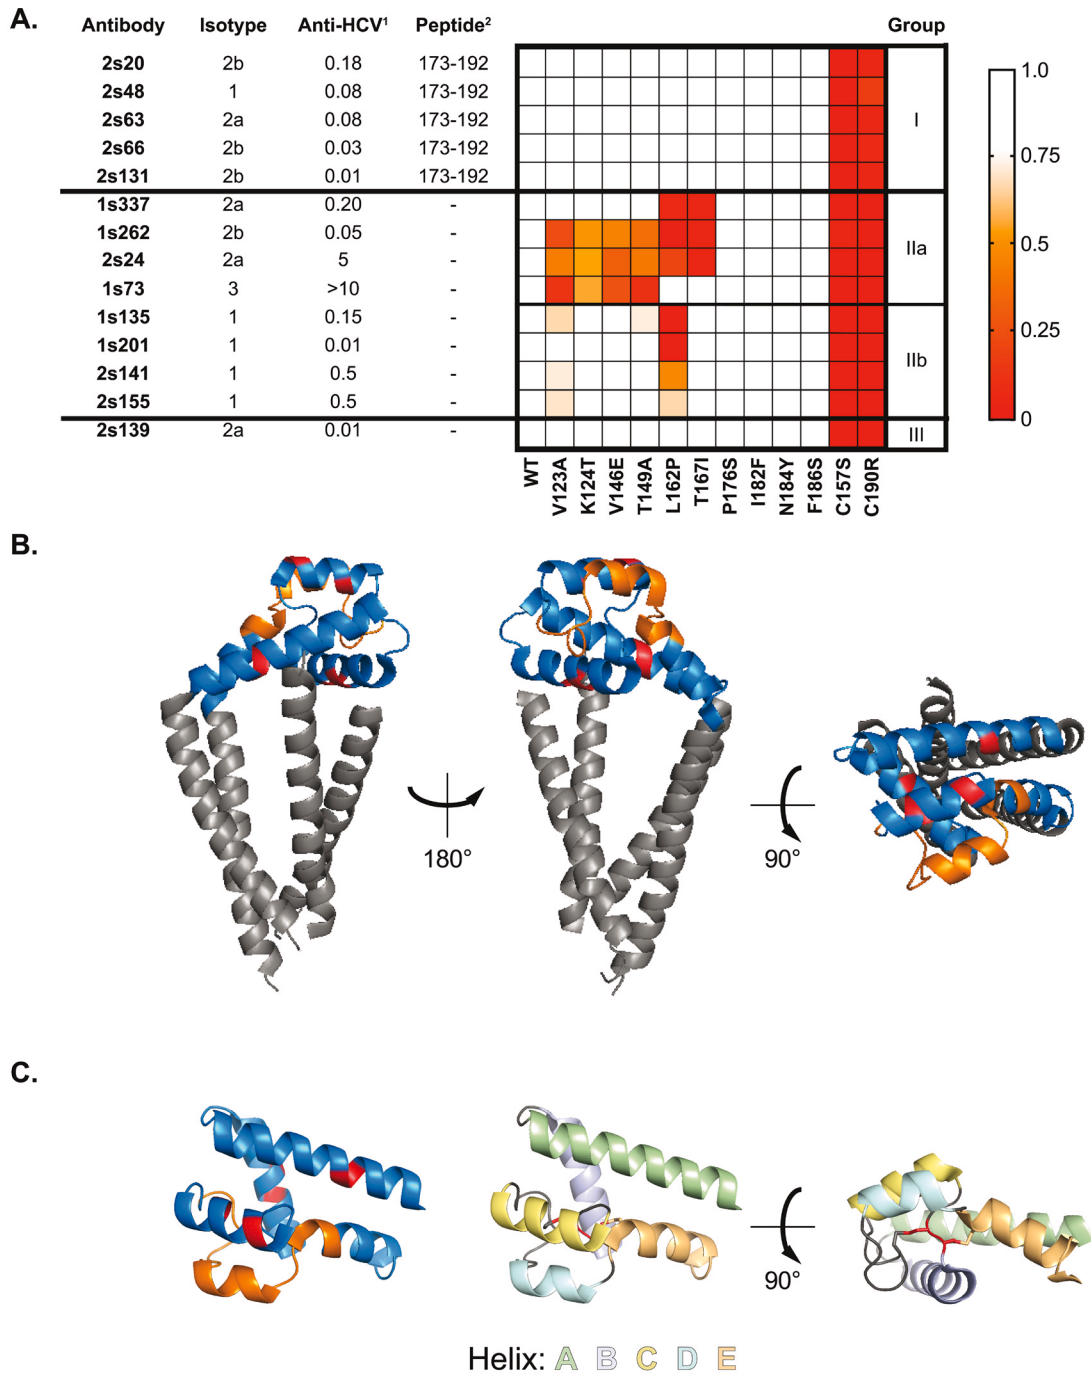 A.
Antibody Isotype Anti-HCV¹ Peptide² Group
2s20 2b 0.18 173-192
2s48 1 0.08 173-192
2s63 2a 0.08 173-192
2s66 2b 0.03 173-192
2s131 2b 0.01 173-192
I
1s337 2a 0.20 -
1s262 2b 0.05 -
2s24 2a 5 -
1s73 3 >10 -
IIa
1s135 1 0.15 -
1s201 1 0.01 -
2s141 1 0.5 -
2s155 1 0.5 -
IIb
2s139 2a 0.01 -
III
1.0
0.75
0.5
0.25
0
WT V123A K124T V146E T149A L162P T167I P176S I182F N184Y F186S C157S C190R
B.
180°
90°
C.
90°
Helix: A B C D E